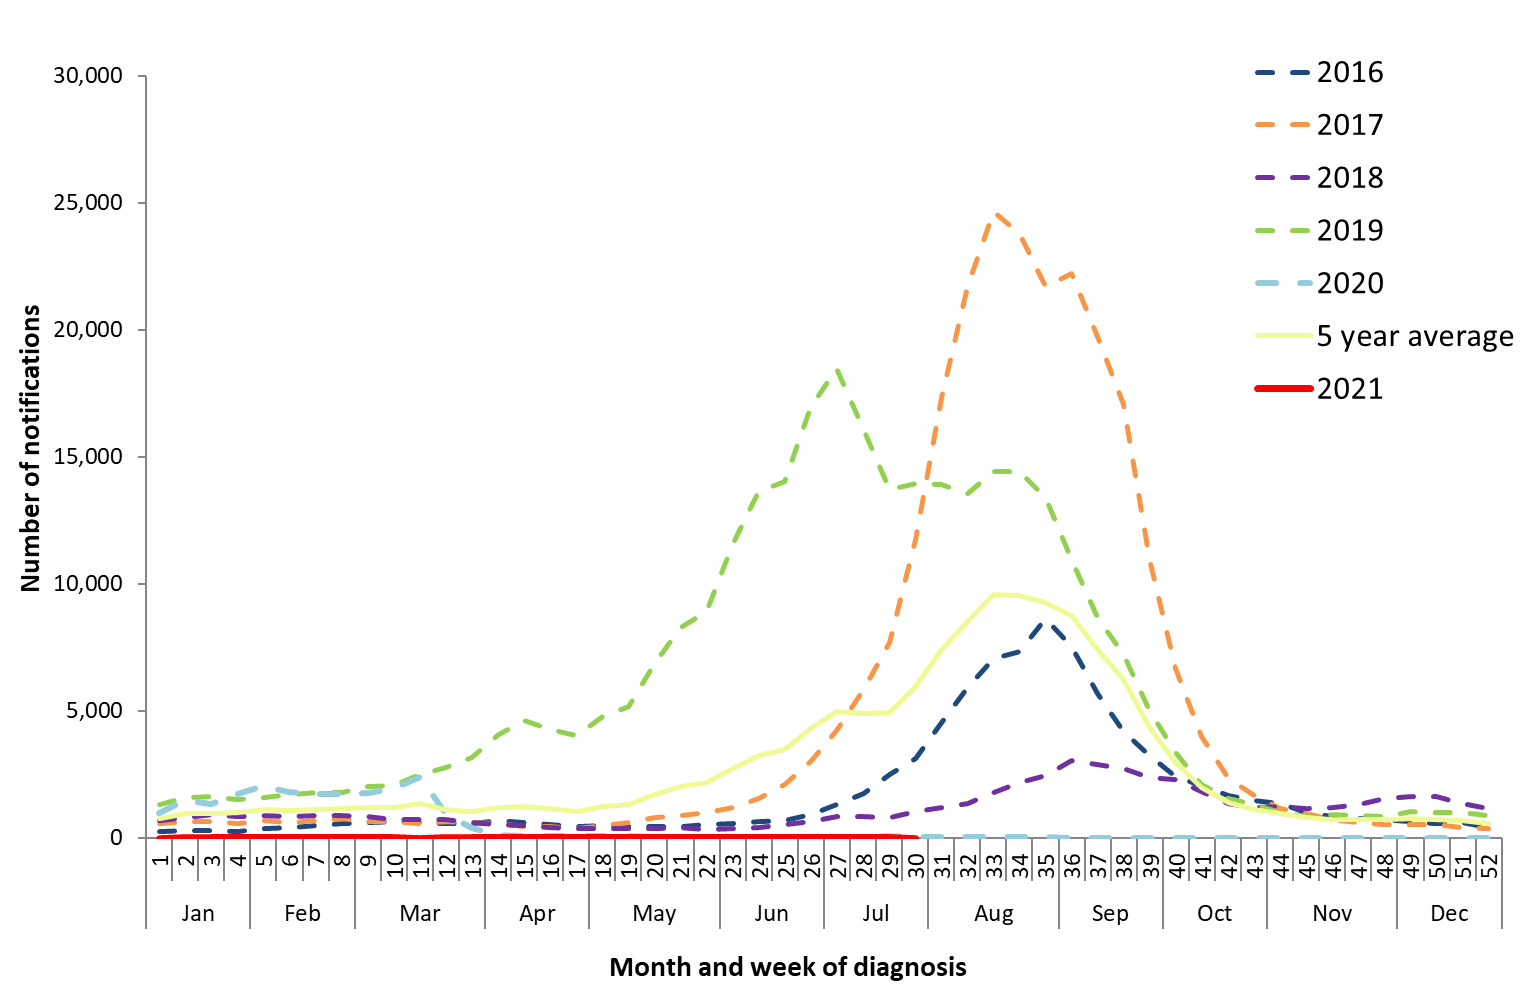 30,000
25,000
20,000
15,000
10,000
5,000
0
Number of notifications
2016
2017
2018
2019
2020
5 year average
2021
1 2 3 4 5 6 7 8 9 10 11 12 13 14 15 16 17 18 19 20 21 22 23 24 25 26 27 28 29 30 31 32 33 34 35 36 37 38 39 40 41 42 43 44 45 46 47 48 49 50 51 52
Jan Feb Mar Apr May Jun Jul Aug Sep Oct Nov Dec
Month and week of diagnosis